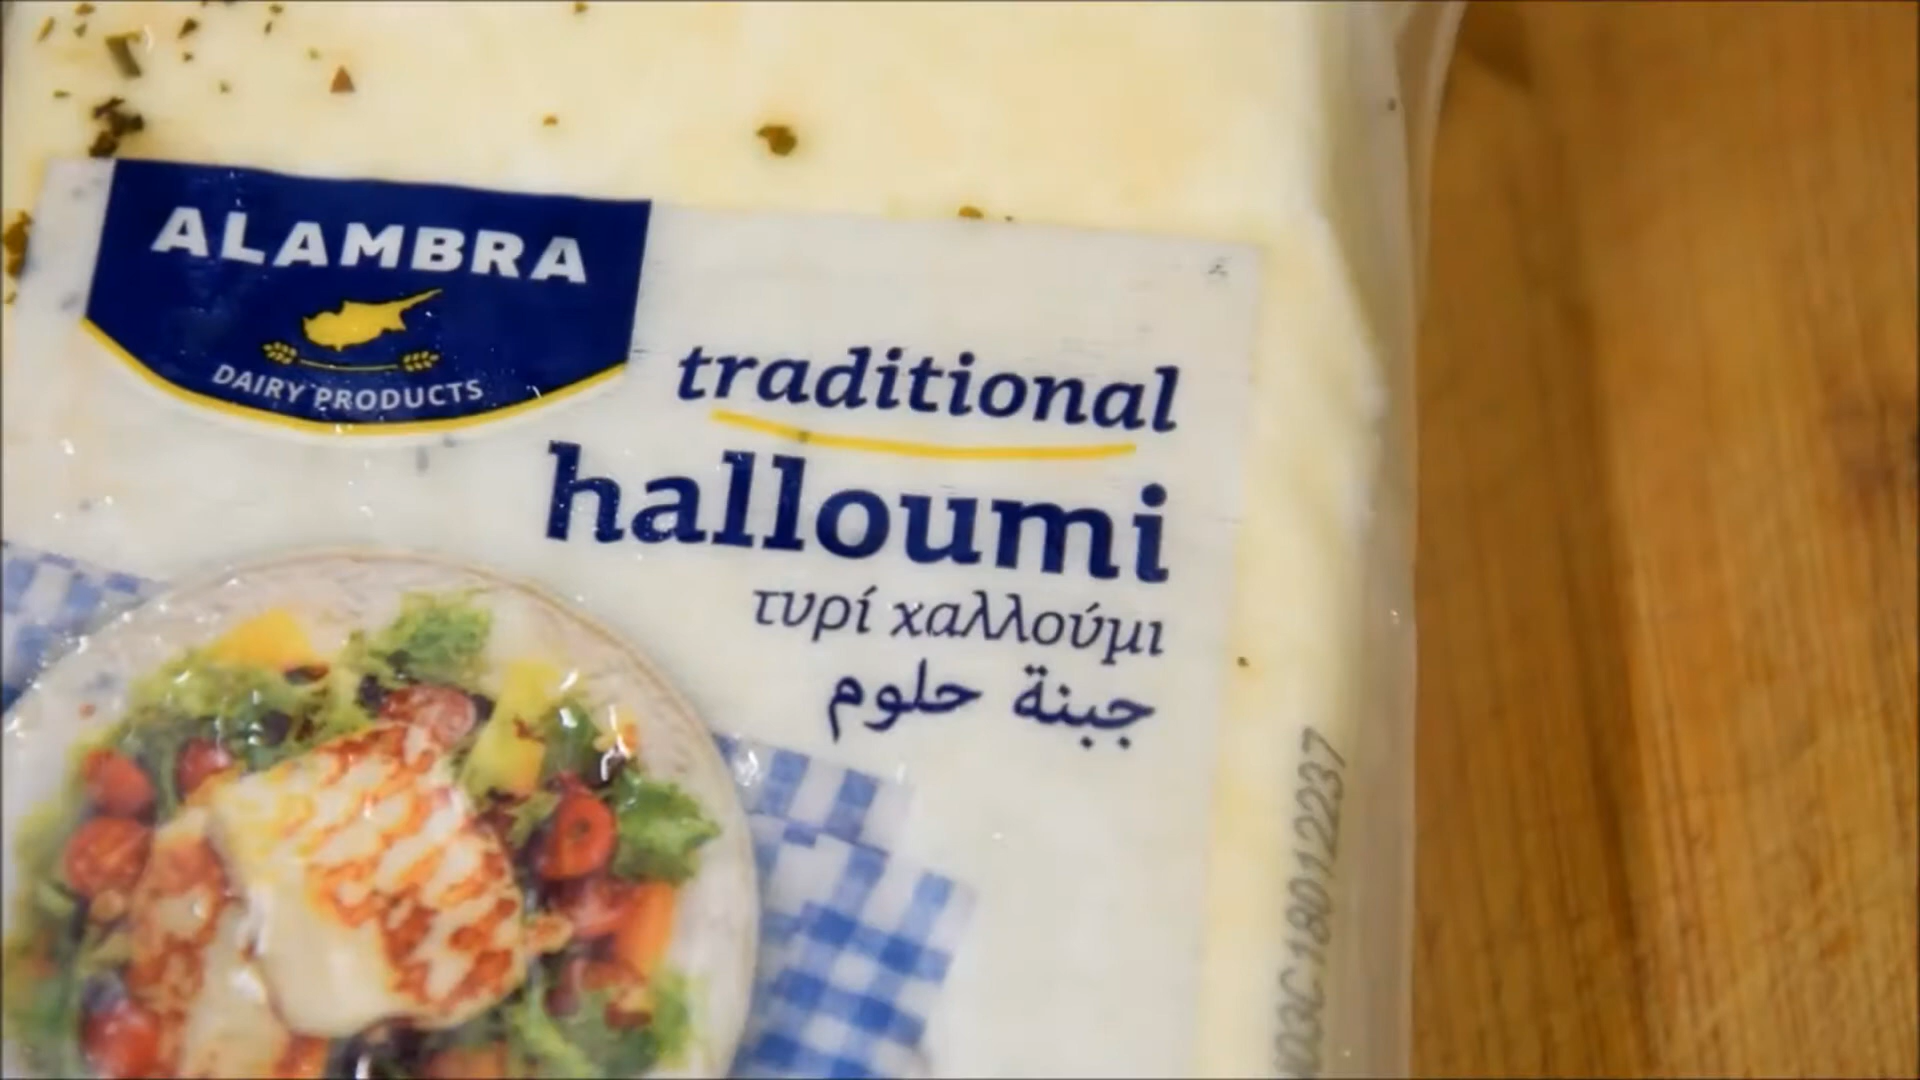 ALAMBRA
DAIRY PRODUCTS
traditional
halloumi
τυρί χαλλούμι
جبنة حلوم